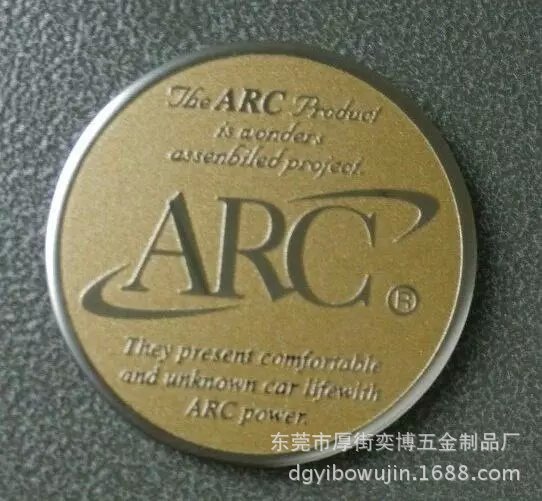 The ARC Product
is wonders
assenbiled project.
ARC ®
They present comfortable
and unknown car lifewith
ARC power.
东莞市厚街奕博五金制品厂
dgyibowujin.1688.com